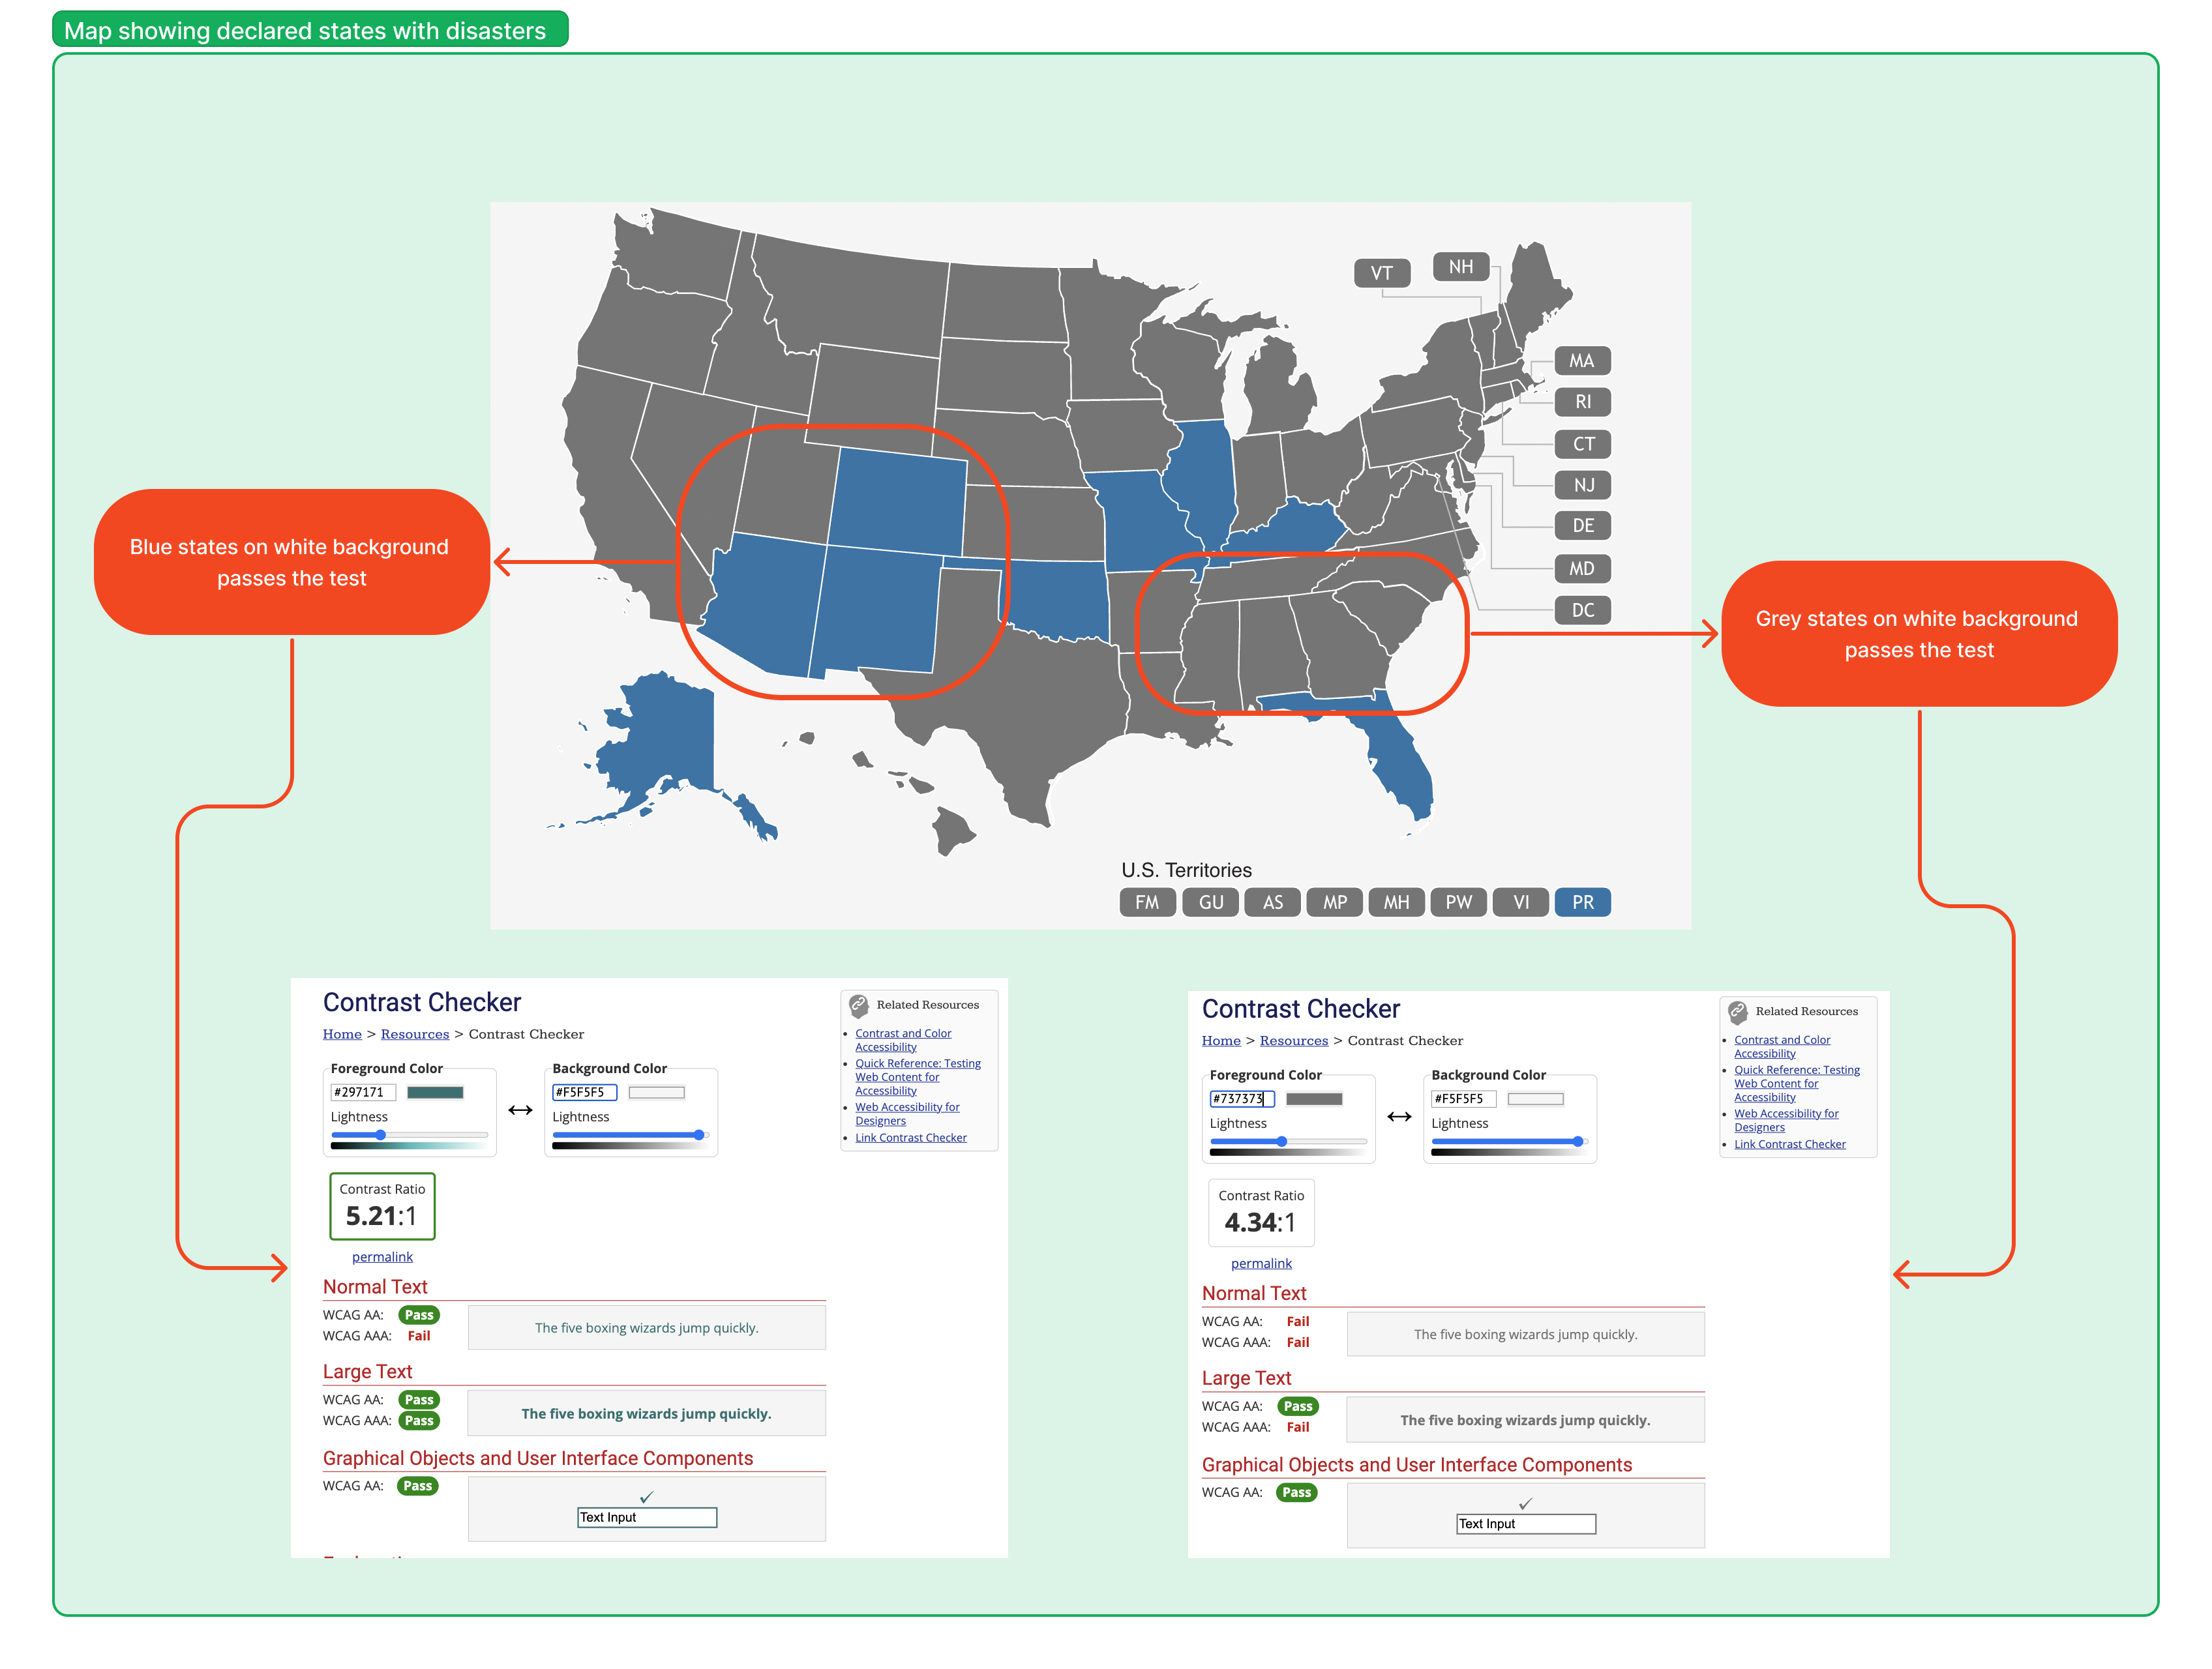 Map showing declared states with disasters
VT
NH
MA
RI
CT
NJ
DE
MD
DC
Blue states on white background
passes the test
Grey states on white background
passes the test
U.S. Territories
FM GU AS MP MH PW VI PR
Contrast Checker
Home > Resources > Contrast Checker
Foreground Color
#297171
Lightness
Background Color
#F5F5F5
Lightness
Related Resources
Contrast and Color
Accessibility
Quick Reference: Testing
Web Content for
Accessibility
Web Accessibility for
Designers
Link Contrast Checker
Contrast Ratio
5.21:1
permalink
Normal Text
WCAG AA: Pass
WCAG AAA: Fail
The five boxing wizards jump quickly.
Large Text
WCAG AA: Pass
WCAG AAA: Pass
The five boxing wizards jump quickly.
Graphical Objects and User Interface Components
WCAG AA: Pass
Text Input
Contrast Checker
Home > Resources > Contrast Checker
Foreground Color
#737373
Lightness
Background Color
#F5F5F5
Lightness
Related Resources
Contrast and Color
Accessibility
Quick Reference: Testing
Web Content for
Accessibility
Web Accessibility for
Designers
Link Contrast Checker
Contrast Ratio
4.34:1
permalink
Normal Text
WCAG AA: Fail
WCAG AAA: Fail
The five boxing wizards jump quickly.
Large Text
WCAG AA: Pass
WCAG AAA: Fail
The five boxing wizards jump quickly.
Graphical Objects and User Interface Components
WCAG AA: Pass
Text Input